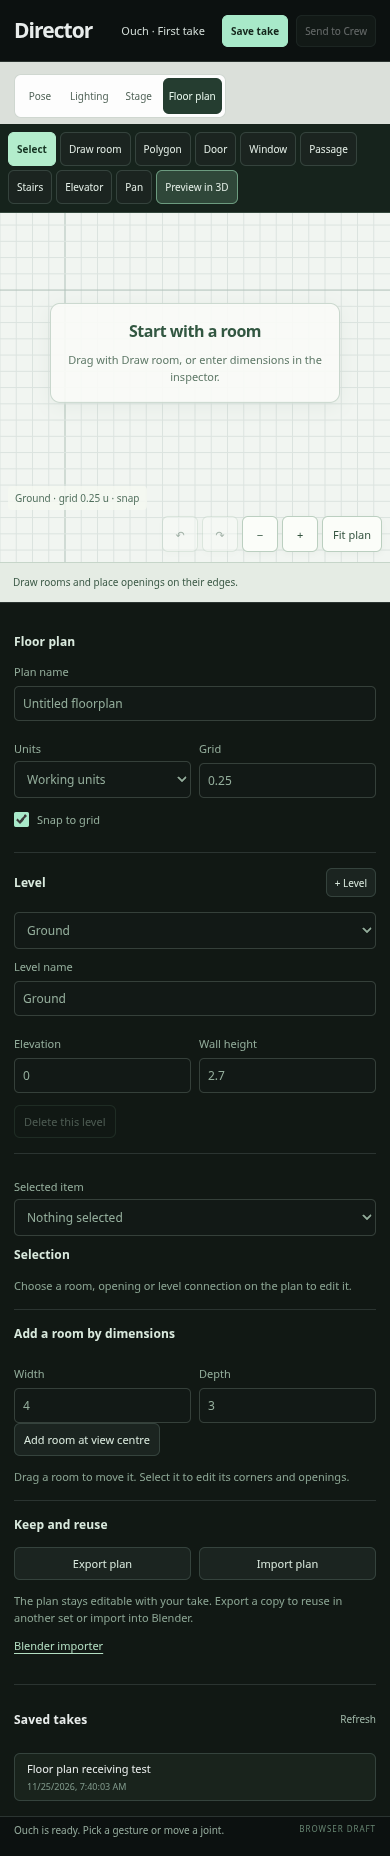 Director
Ouch · First take
Save take
Send to Crew
Pose
Lighting
Stage
Floor plan
Select
Draw room
Polygon
Door
Window
Passage
Stairs
Elevator
Pan
Preview in 3D
Start with a room
Drag with Draw room, or enter dimensions in the
inspector.
Ground · grid 0.25 u · snap
↶
↷
−
+
Fit plan
Draw rooms and place openings on their edges.
Floor plan
Plan name
Untitled floorplan
Units
Grid
Working units
0.25
Snap to grid
Level
+ Level
Ground
Level name
Ground
Elevation
Wall height
0
2.7
Delete this level
Selected item
Nothing selected
Selection
Choose a room, opening or level connection on the plan to edit it.
Add a room by dimensions
Width
Depth
4
3
Add room at view centre
Drag a room to move it. Select it to edit its corners and openings.
Keep and reuse
Export plan
Import plan
The plan stays editable with your take. Export a copy to reuse in
another set or import into Blender.
Blender importer
Saved takes
Refresh
Floor plan receiving test
11/25/2026, 7:40:03 AM
Ouch is ready. Pick a gesture or move a joint.
BROWSER DRAFT